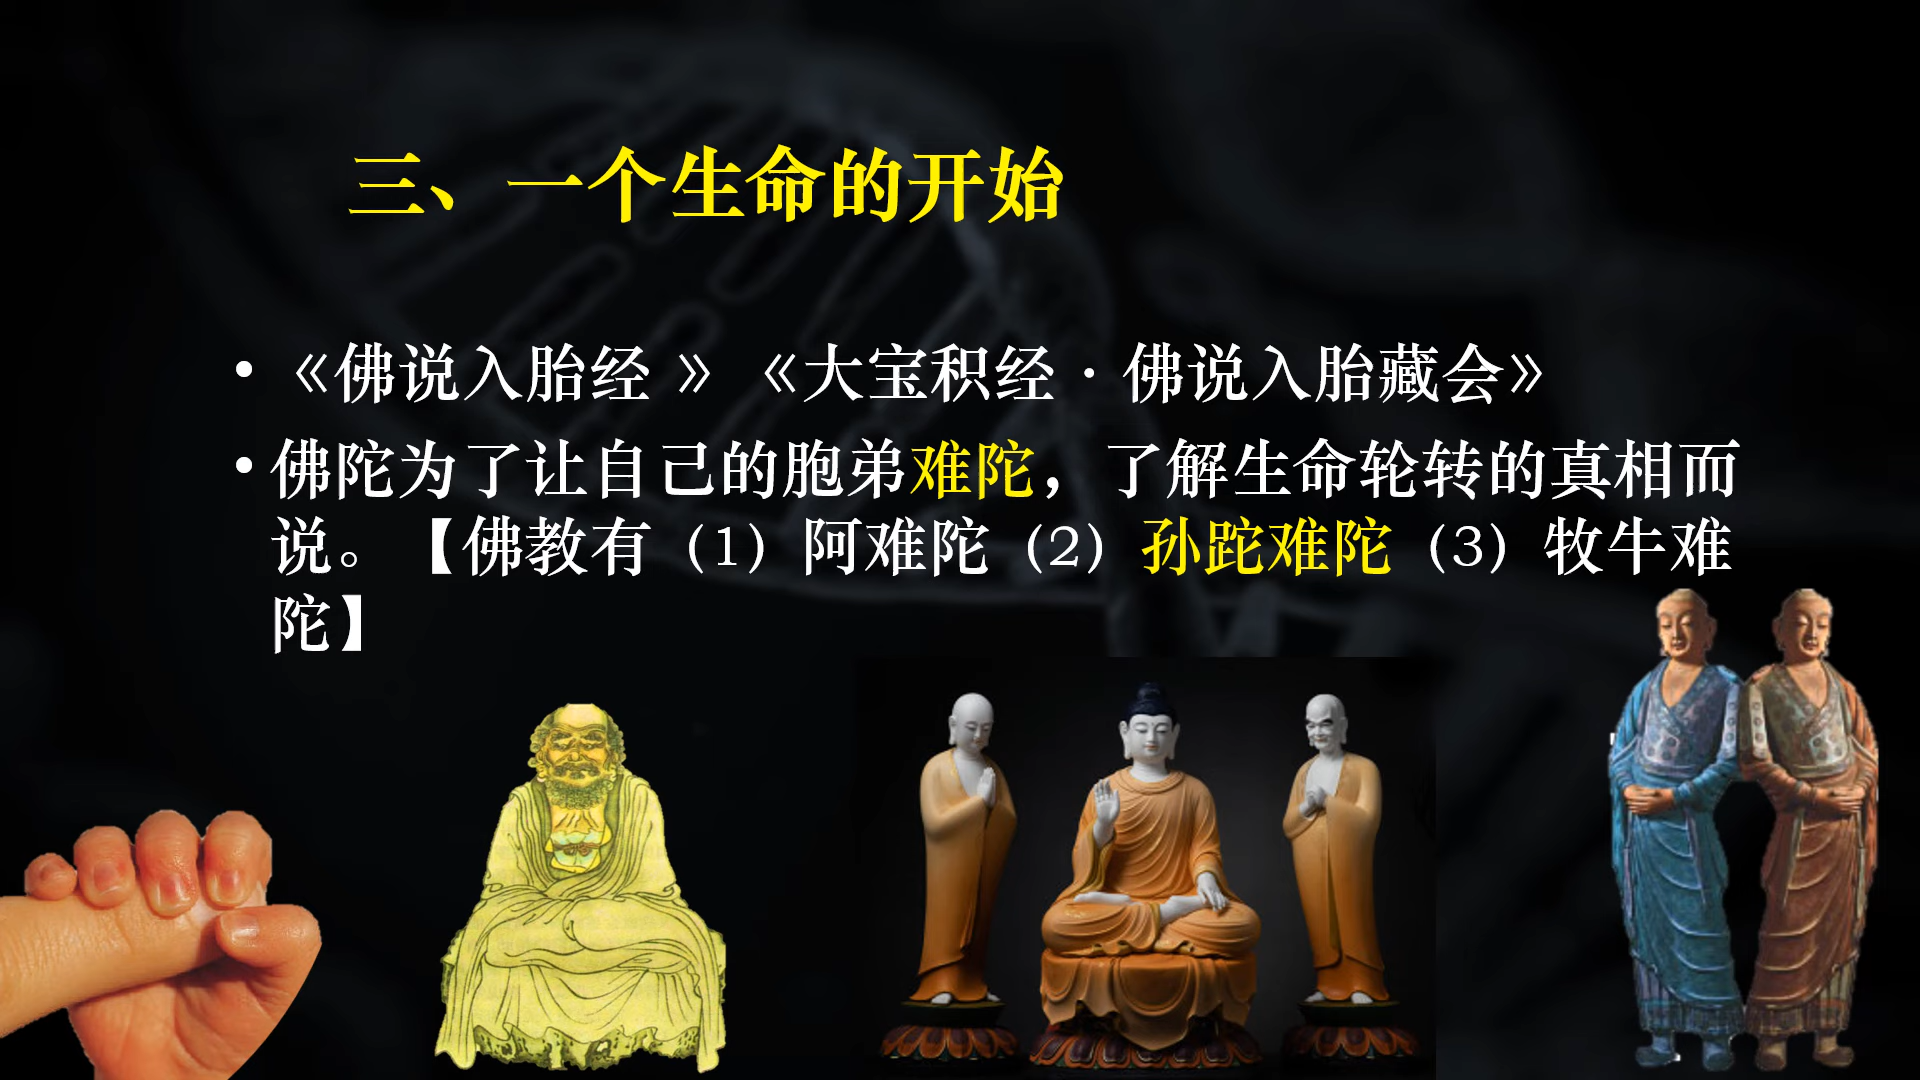 三、一个生命的开始
• 《佛说入胎经 》《大宝积经 · 佛说入胎藏会》
• 佛陀为了让自己的胞弟难陀，了解生命轮转的真相而
说。【佛教有（1）阿难陀（2）孙跎难陀（3）牧牛难
陀】